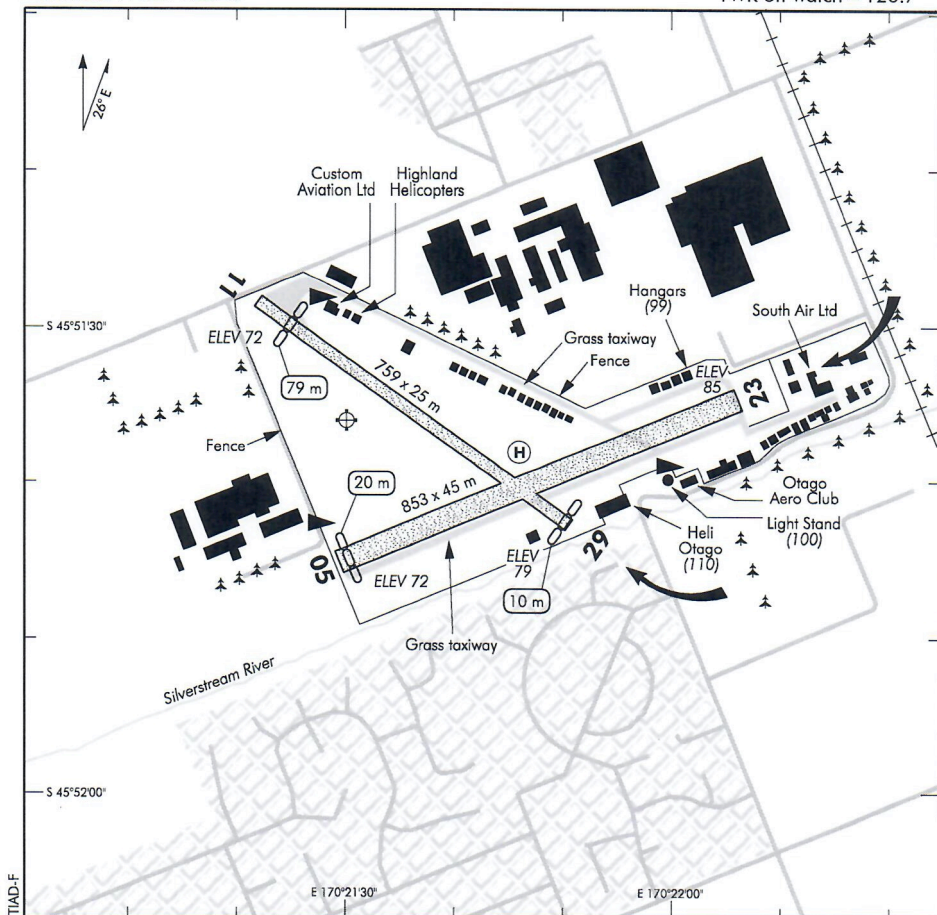 26° E
Custom
Aviation Ltd
Highland
Helicopters
11
Hangars
(99)
South Air Ltd
S 45°51'30"
ELEV 72
Grass taxiway
Fence
ELEV
85
23
79 m
759 x 25 m
Fence
H
20 m
853 x 45 m
Otago
Aero Club
Light Stand
(100)
Heli
Otago
(110)
05
ELEV 72
ELEV
79
29
10 m
Grass taxiway
Silverstream River
S 45°52'00"
E 170°21'30"
E 170°22'00"
TIAD-F